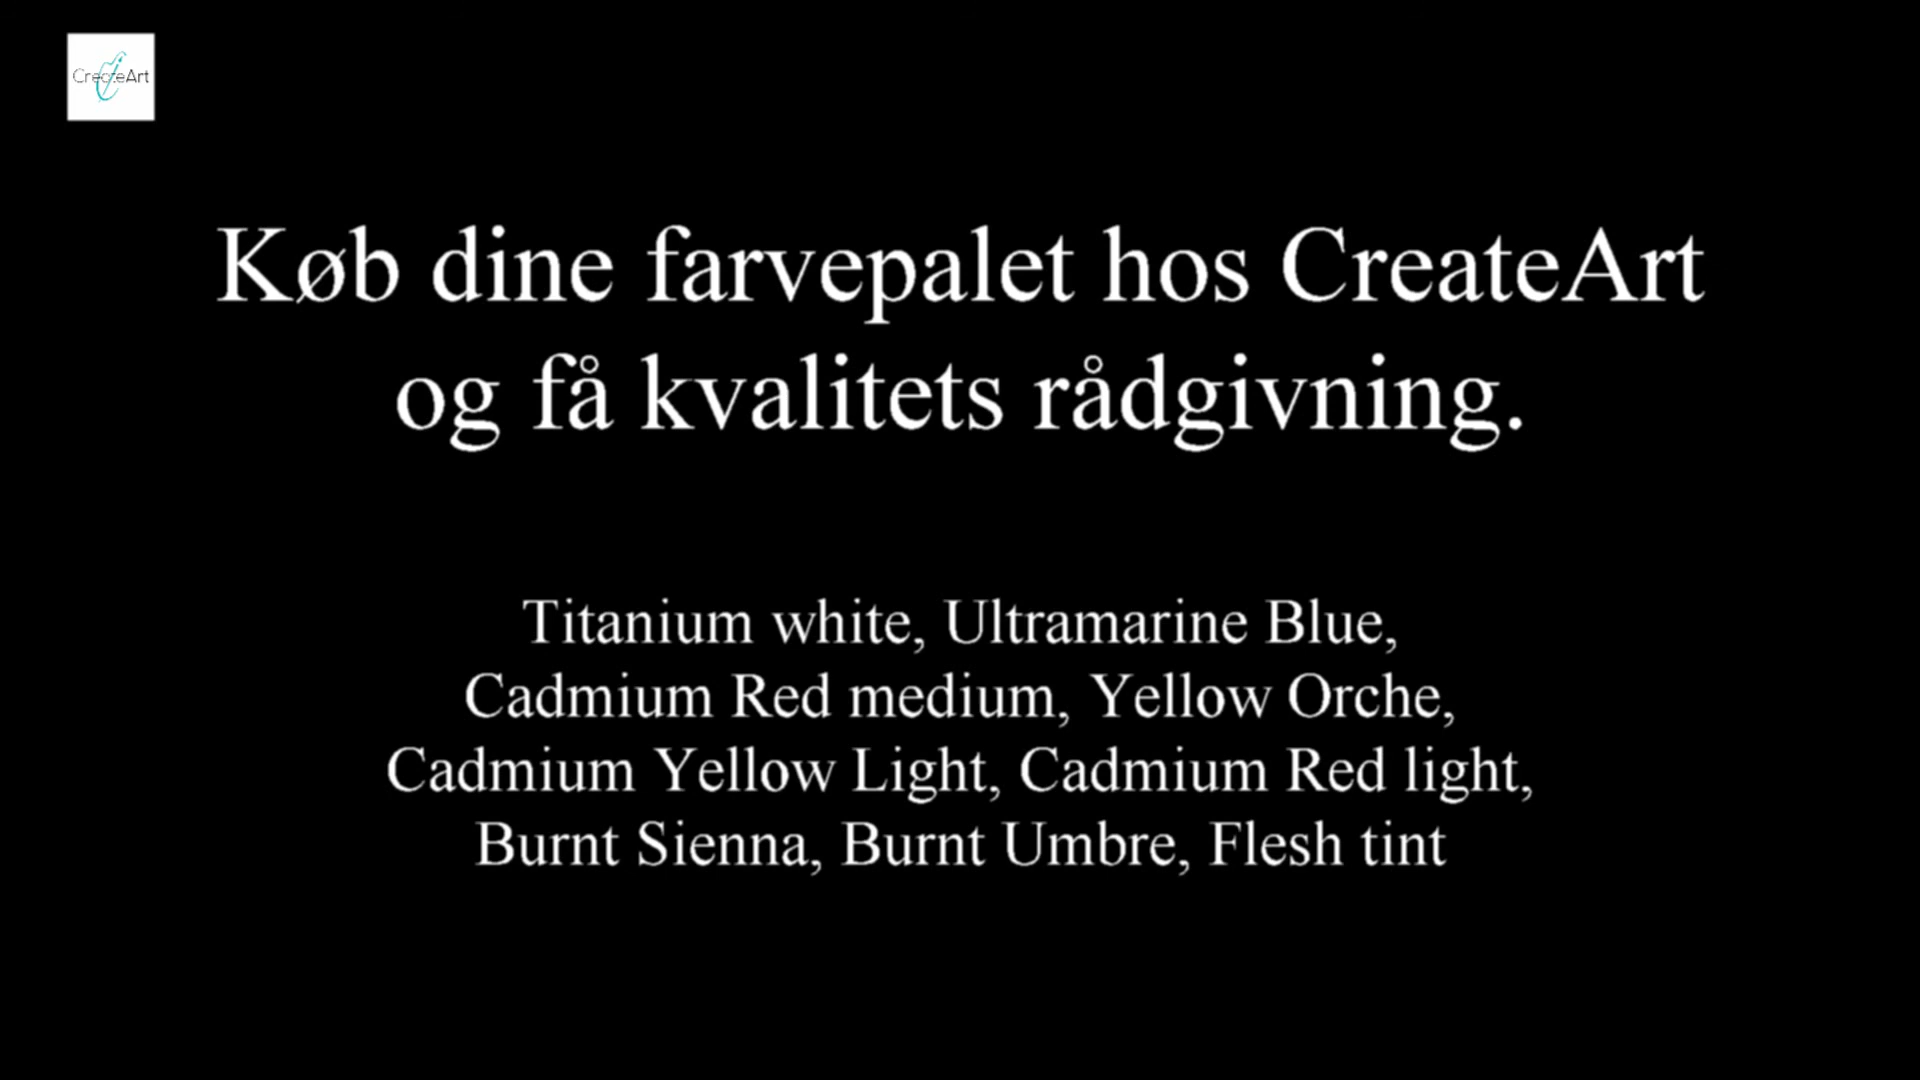 CreateArt
Køb dine farvepalet hos CreateArt
og få kvalitets rådgivning.
Titanium white, Ultramarine Blue,
Cadmium Red medium, Yellow Orche,
Cadmium Yellow Light, Cadmium Red light,
Burnt Sienna, Burnt Umbre, Flesh tint